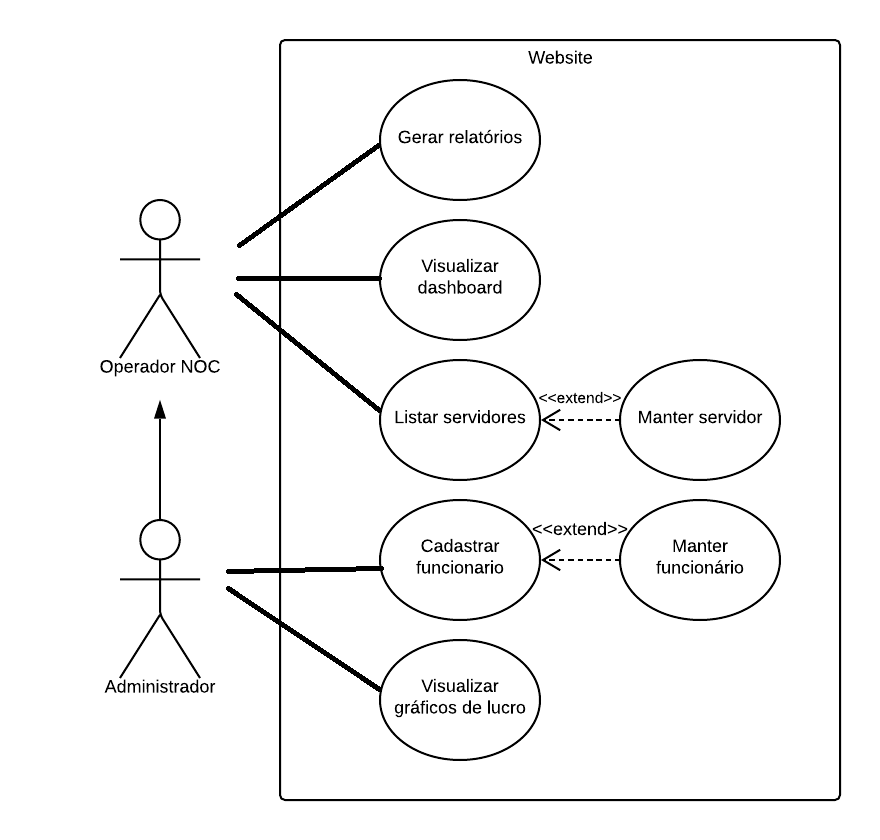 Website
Gerar relatórios
Visualizar
dashboard
Operador NOC
Listar servidores
<<extend>>
Manter servidor
Cadastrar
funcionario
<<extend>>
Manter
funcionário
Administrador
Visualizar
gráficos de lucro